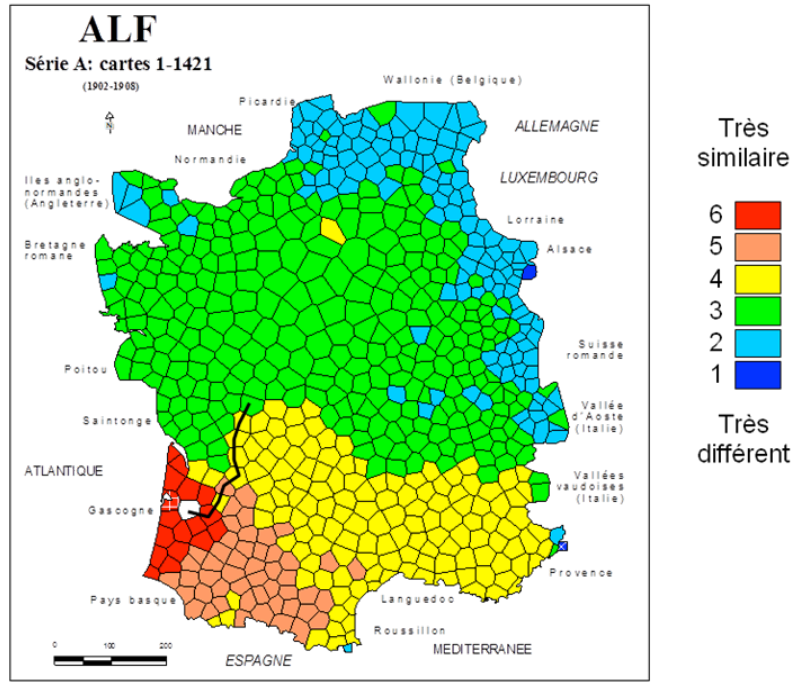 ALF
Série A: cartes 1-1421
(1902-1908)
N
Wallonie (Belgique)
Picardie
MANCHE
ALLEMAGNE
Normandie
LUXEMBOURG
Iles anglo-
normandes
(Angleterre)
Lorraine
Alsace
Bretagne
romane
Suisse
romande
Poitou
Vallée
d'Aoste
(Italie)
Saintonge
ATLANTIQUE
Vallées
vaudoises
(Italie)
Gascogne
Provence
Pays basque
Languedoc
Roussillon
MEDITERRANEE
ESPAGNE
0 100 200
Très
similaire
6
5
4
3
2
1
Très
différent